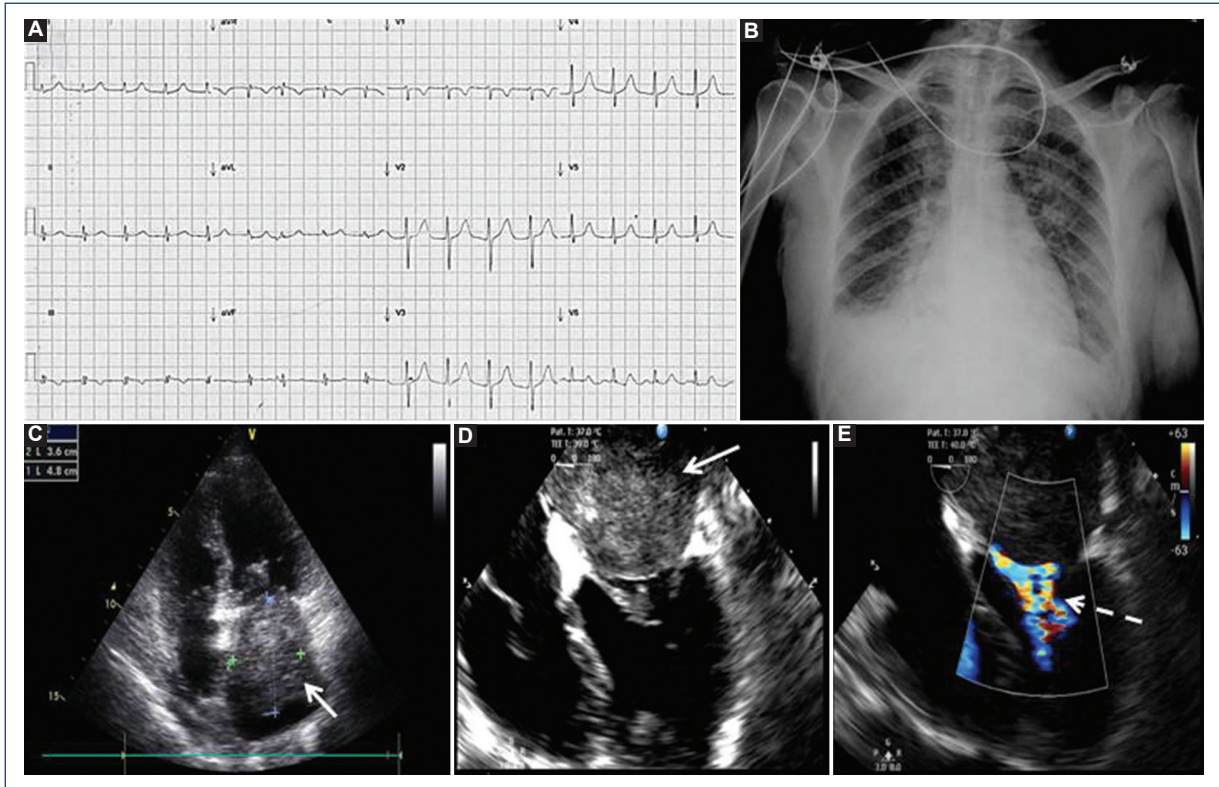 A
aVR
V1
V4
II
aVL
V2
V5
III
aVF
V3
V6
B
C
V
2 L 3.6 cm
1 L 4.8 cm
5
10
15
D
Pat. T: 37.0 °C
TEE T: 39.0 °C
0 0 180
E
Pat. T: 37.0 °C
TEE T: 40.0 °C
0 0 180
+63
c
m
s
-63
G
P R